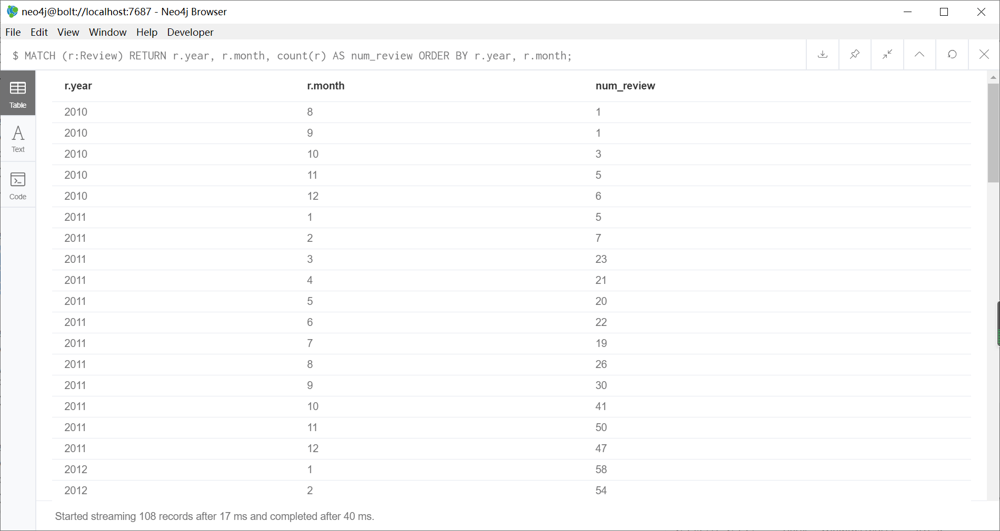 neo4j@bolt://localhost:7687 - Neo4j Browser
File Edit View Window Help Developer
$ MATCH (r:Review) RETURN r.year, r.month, count(r) AS num_review ORDER BY r.year, r.month;
Table
Text
Code
r.year r.month num_review
2010 8 1
2010 9 1
2010 10 3
2010 11 5
2010 12 6
2011 1 5
2011 2 7
2011 3 23
2011 4 21
2011 5 20
2011 6 22
2011 7 19
2011 8 26
2011 9 30
2011 10 41
2011 11 50
2011 12 47
2012 1 58
2012 2 54
Started streaming 108 records after 17 ms and completed after 40 ms.